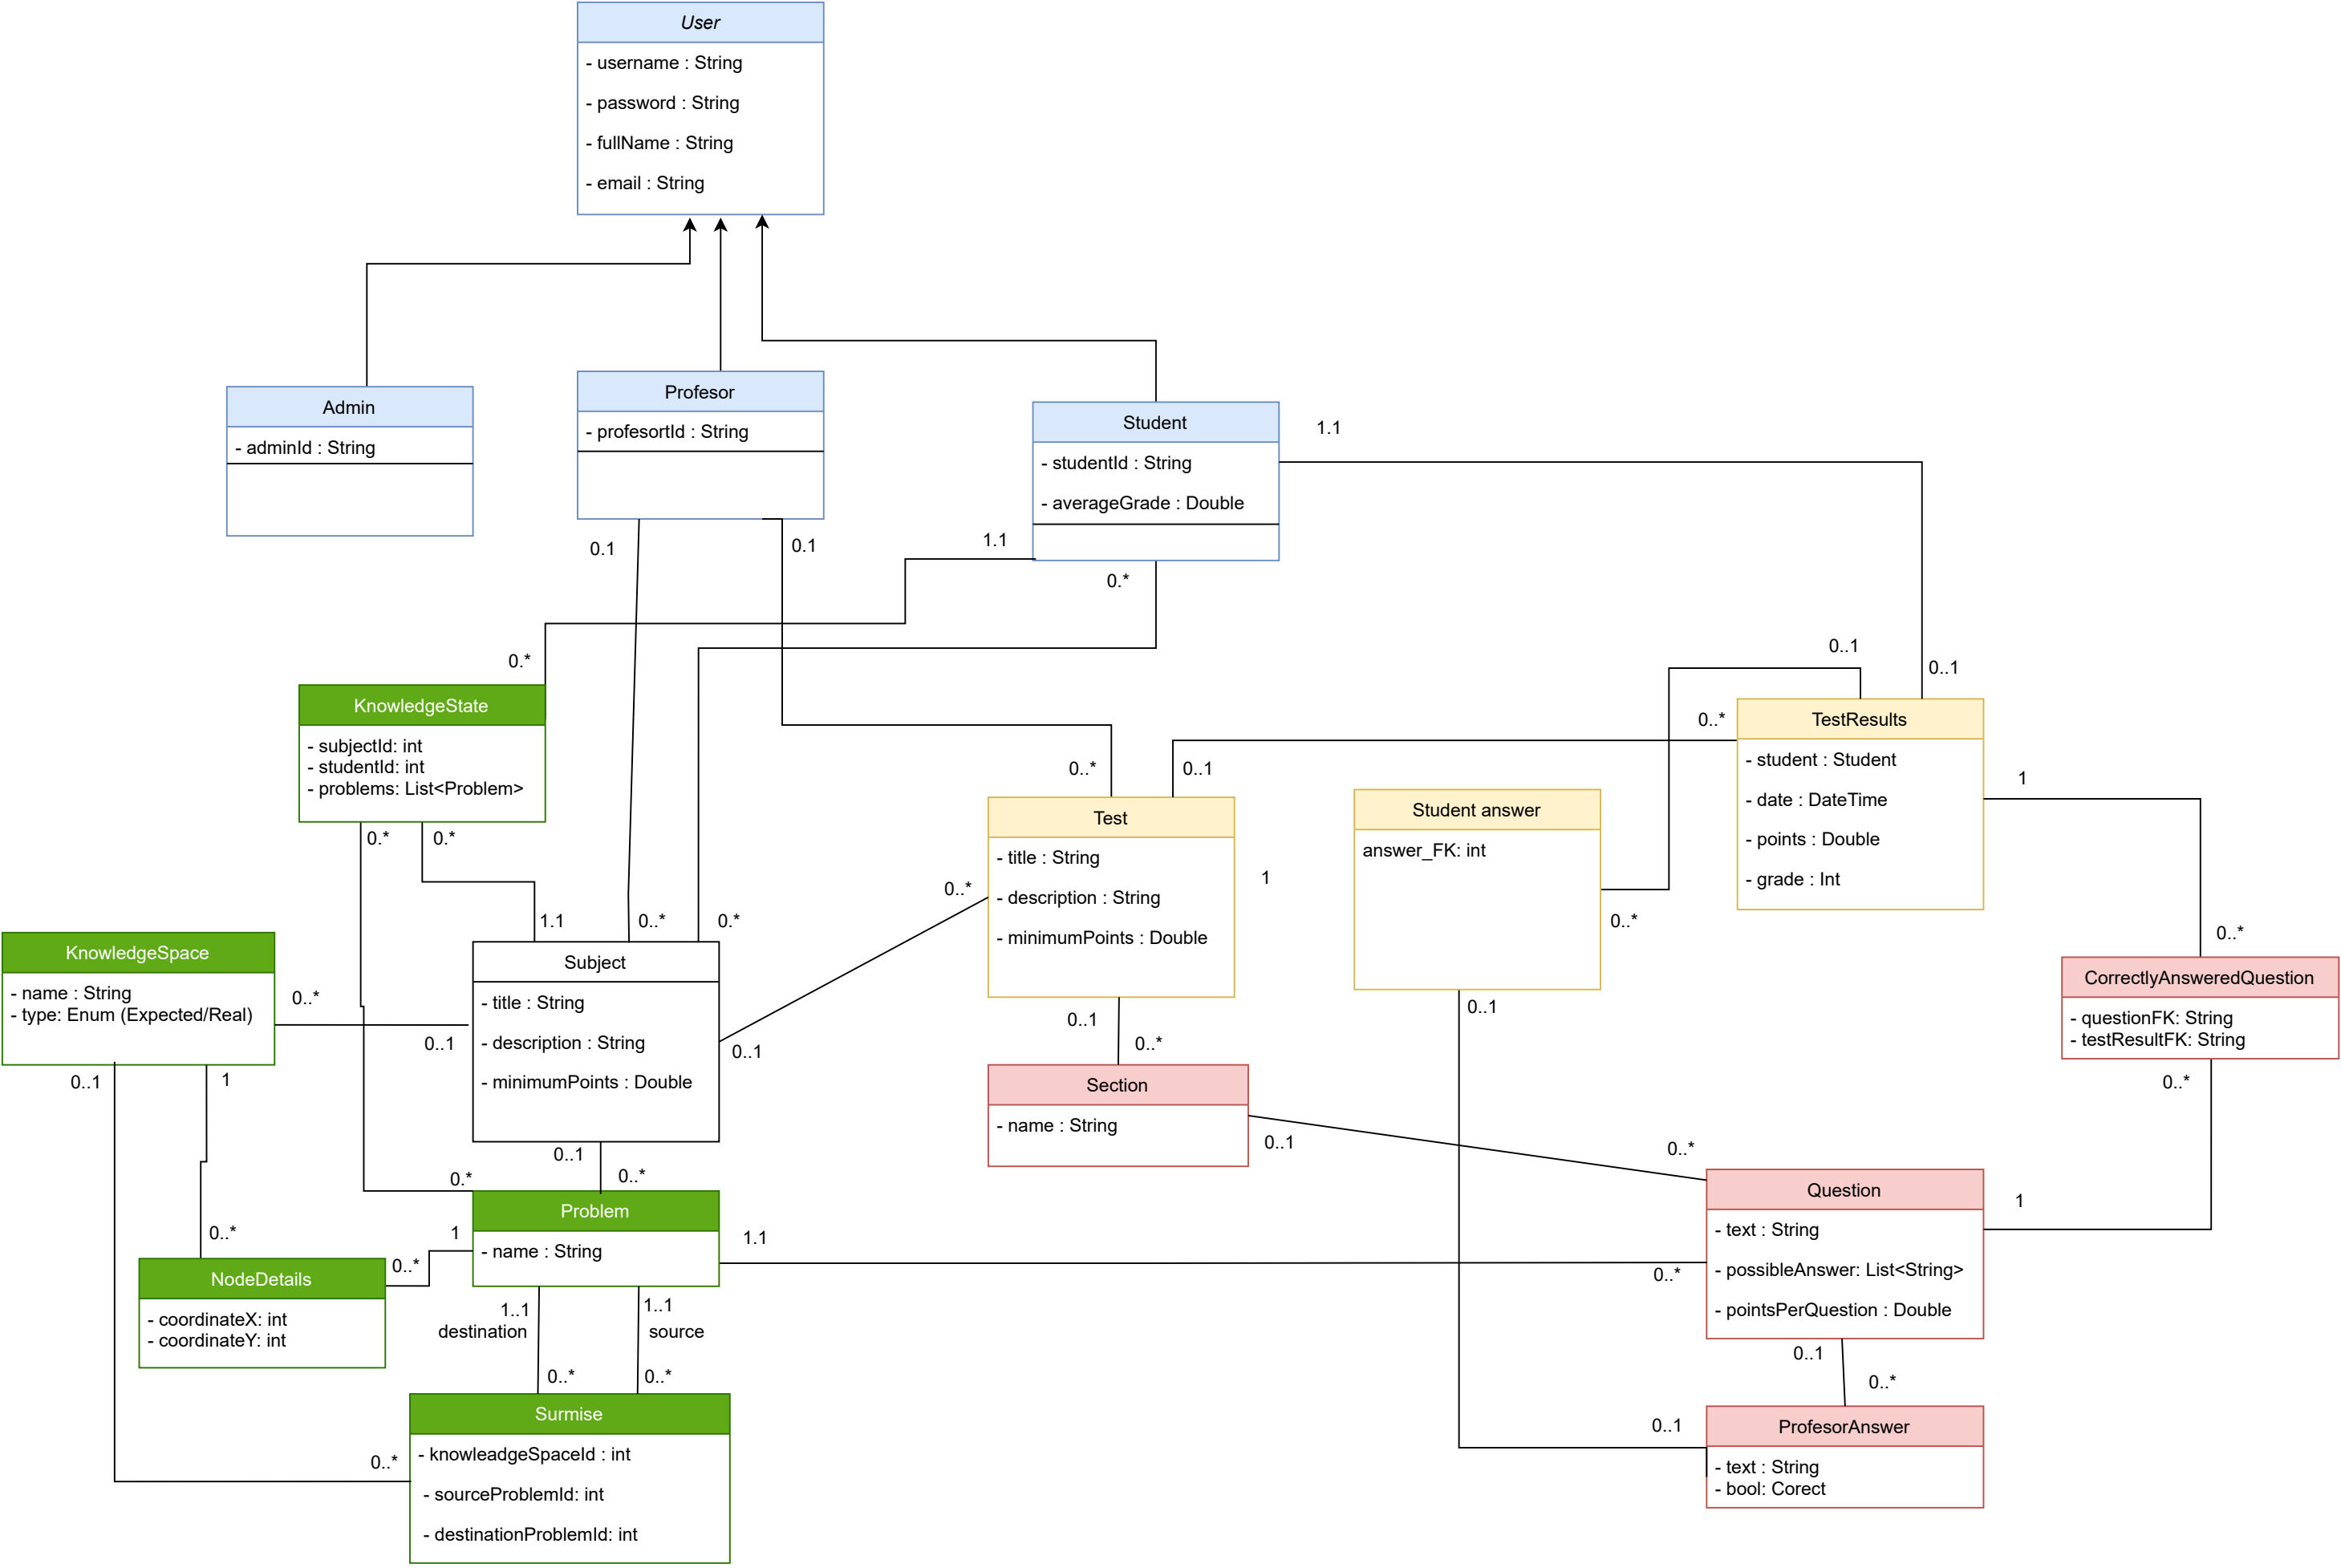 User
- username : String
- password : String
- fullName : String
- email : String
Admin
- adminId : String
Profesor
- profesortId : String
Student
- studentId : String
- averageGrade : Double
1.1
0.1
0.1
1.1
0.*
0.*
0..1
0..1
KnowledgeState
- subjectId: int
- studentId: int
- problems: List<Problem>
0.*
0.*
TestResults
- student : Student
- date : DateTime
- points : Double
- grade : Int
0..*
1
0..*
0..1
Test
- title : String
- description : String
- minimumPoints : Double
0..*
1
Student answer
answer_FK: int
0..*
0..1
1.1
0..*
0.*
KnowledgeSpace
- name : String
- type: Enum (Expected/Real)
0..*
0..1
0..1
1
Subject
- title : String
- description : String
- minimumPoints : Double
0..1
0..1
0..*
0..1
0..*
Section
- name : String
0..1
0..*
0..*
CorrectlyAnsweredQuestion
- questionFK: String
- testResultFK: String
0..*
0.*
Problem
- name : String
1
1.1
0..*
0..*
NodeDetails
- coordinateX: int
- coordinateY: int
Question
- text : String
- possibleAnswer: List<String>
- pointsPerQuestion : Double
1
0..*
0..1
0..*
1..1
destination
1..1
source
0..*
0..*
0..*
Surmise
- knowleadgeSpaceId : int
- sourceProblemId: int
- destinationProblemId: int
0..1
ProfesorAnswer
- text : String
- bool: Corect